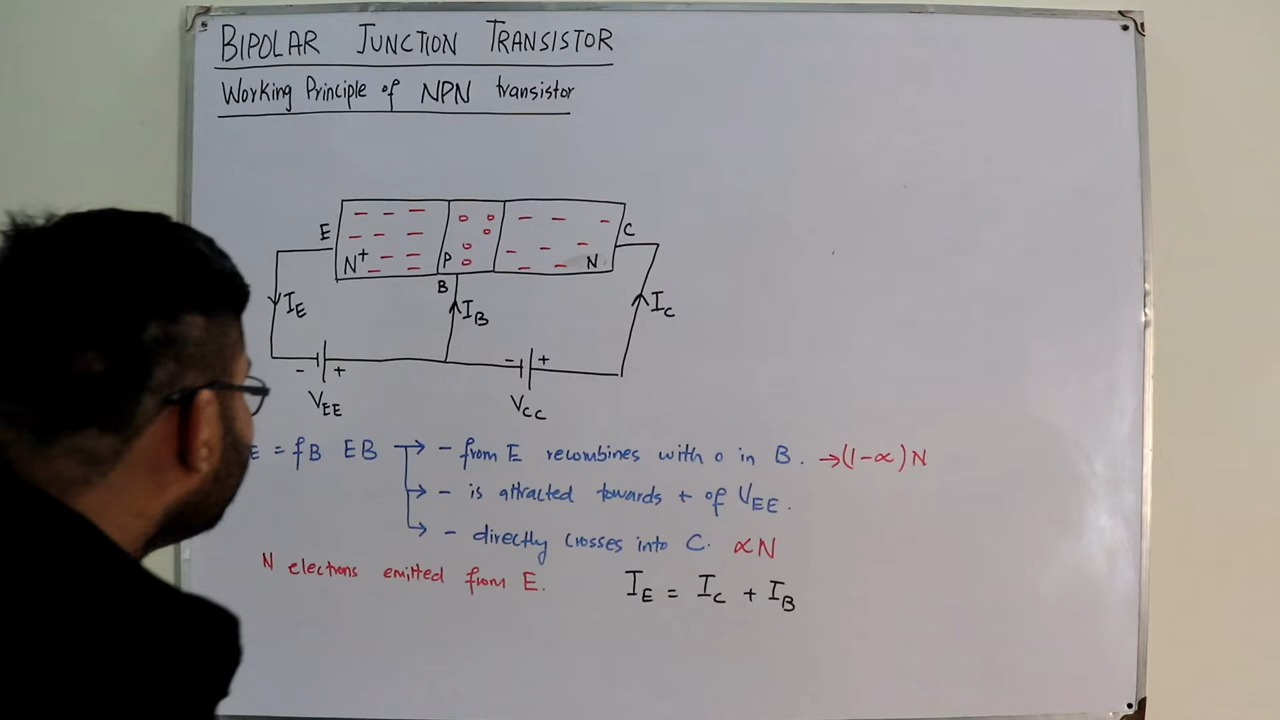 BIPOLAR JUNCTION TRANSISTOR
Working Principle of NPN transistor
E
C
N+
P
N
B
IE
IB
IC
- +
- +
VEE
VCC
E = fB EB → - from E recombines with o in B. → (1-α)N
→ - is attracted towards + of VEE.
→ - directly crosses into C. αN
N electrons emitted from E.
IE = IC + IB